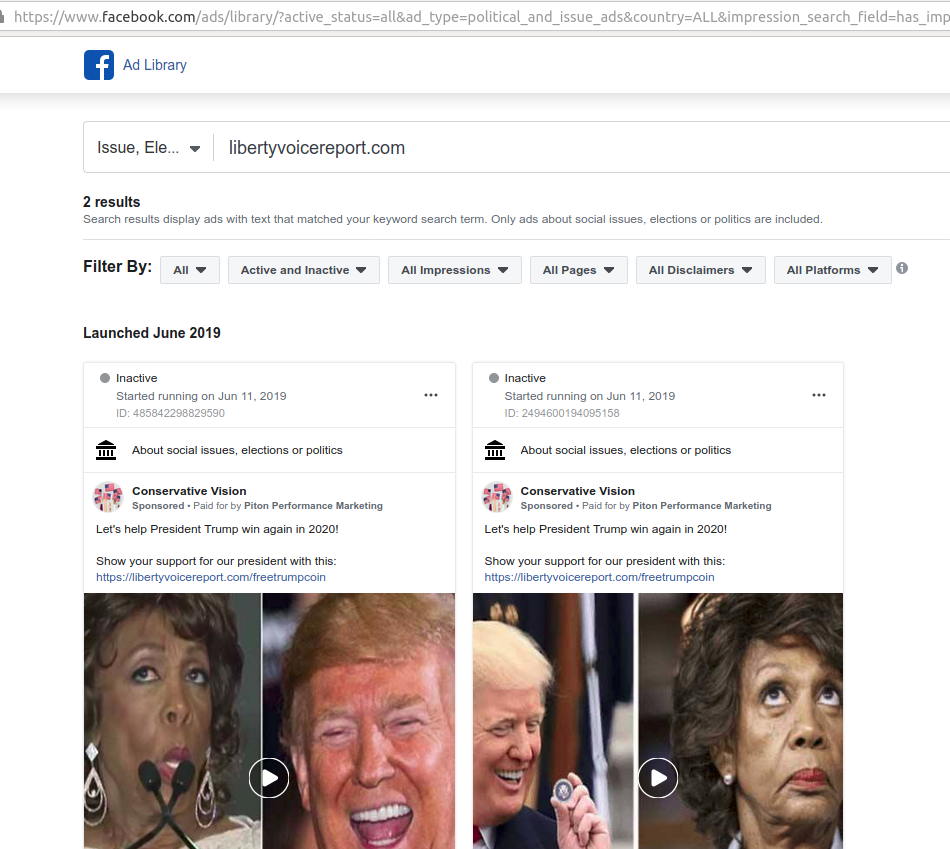 https://www.facebook.com/ads/library/?active_status=all&ad_type=political_and_issue_ads&country=ALL&impression_search_field=has_imp
Ad Library
Issue, Ele... libertyvoicereport.com
2 results
Search results display ads with text that matched your keyword search term. Only ads about social issues, elections or politics are included.
Filter By: All Active and Inactive All Impressions All Pages All Disclaimers All Platforms
Launched June 2019
Inactive
Started running on Jun 11, 2019
ID: 485842298829590
About social issues, elections or politics
Conservative Vision
Sponsored • Paid for by Piton Performance Marketing
Let's help President Trump win again in 2020!
Show your support for our president with this:
https://libertyvoicereport.com/freetrumpcoin
Inactive
Started running on Jun 11, 2019
ID: 2494600194095158
About social issues, elections or politics
Conservative Vision
Sponsored • Paid for by Piton Performance Marketing
Let's help President Trump win again in 2020!
Show your support for our president with this:
https://libertyvoicereport.com/freetrumpcoin